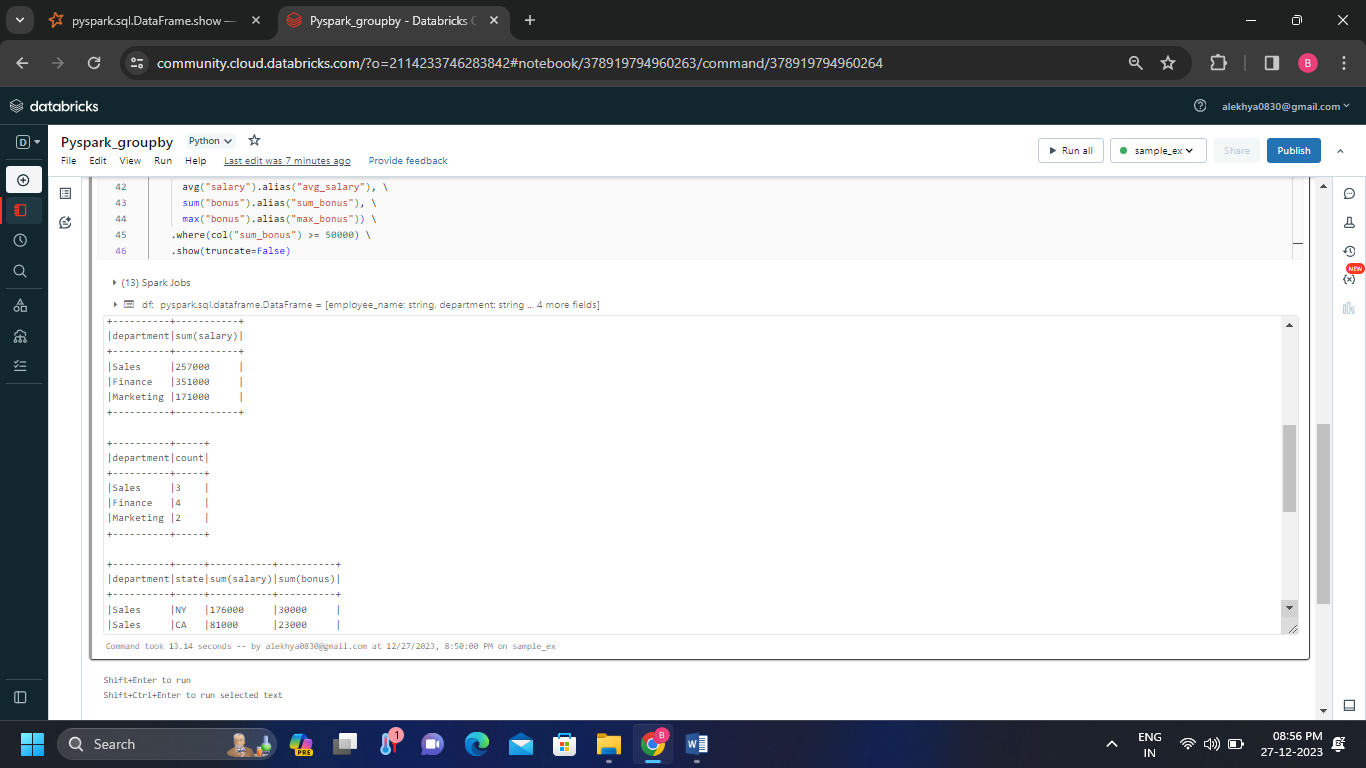 pyspark.sql.DataFrame.show —
Pyspark_groupby - Databricks C
community.cloud.databricks.com/?o=2114233746283842#notebook/378919794960263/command/378919794960264
B
databricks
alekhya0830@gmail.com
D
Pyspark_groupby
Python
File Edit View Run Help Last edit was 7 minutes ago Provide feedback
Run all
sample_ex
Share
Publish
NEW
42 avg("salary").alias("avg_salary"), \
43 sum("bonus").alias("sum_bonus"), \
44 max("bonus").alias("max_bonus")) \
45 .where(col("sum_bonus") >= 50000) \
46 .show(truncate=False)
(13) Spark Jobs
df: pyspark.sql.dataframe.DataFrame = [employee_name: string, department: string ... 4 more fields]
+----------+-----------+
|department|sum(salary)|
+----------+-----------+
|Sales     |257000     |
|Finance   |351000     |
|Marketing |171000     |
+----------+-----------+
+----------+-----+
|department|count|
+----------+-----+
|Sales     |3    |
|Finance   |4    |
|Marketing |2    |
+----------+-----+
+----------+-----+-----------+----------+
|department|state|sum(salary)|sum(bonus)|
+----------+-----+-----------+----------+
|Sales     |NY   |176000     |30000     |
|Sales     |CA   |81000      |23000     |
Command took 13.14 seconds -- by alekhya0830@gmail.com at 12/27/2023, 8:50:00 PM on sample_ex
Shift+Enter to run
Shift+Ctrl+Enter to run selected text
Search
PRE
1
B
ENG
IN
08:56 PM
27-12-2023